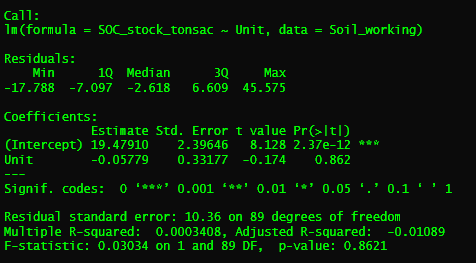 Call:
lm(formula = SOC_stock_tonsac ~ Unit, data = Soil_working)
Residuals:
Min 1Q Median 3Q Max
-17.788 -7.097 -2.618 6.609 45.575
Coefficients:
Estimate Std. Error t value Pr(>|t|)
(Intercept) 19.47910 2.39646 8.128 2.37e-12 ***
Unit -0.05779 0.33177 -0.174 0.862
---
Signif. codes: 0 ‘***’ 0.001 ‘**’ 0.01 ‘*’ 0.05 ‘.’ 0.1 ‘ ’ 1
Residual standard error: 10.36 on 89 degrees of freedom
Multiple R-squared: 0.0003408, Adjusted R-squared: -0.01089
F-statistic: 0.03034 on 1 and 89 DF, p-value: 0.8621